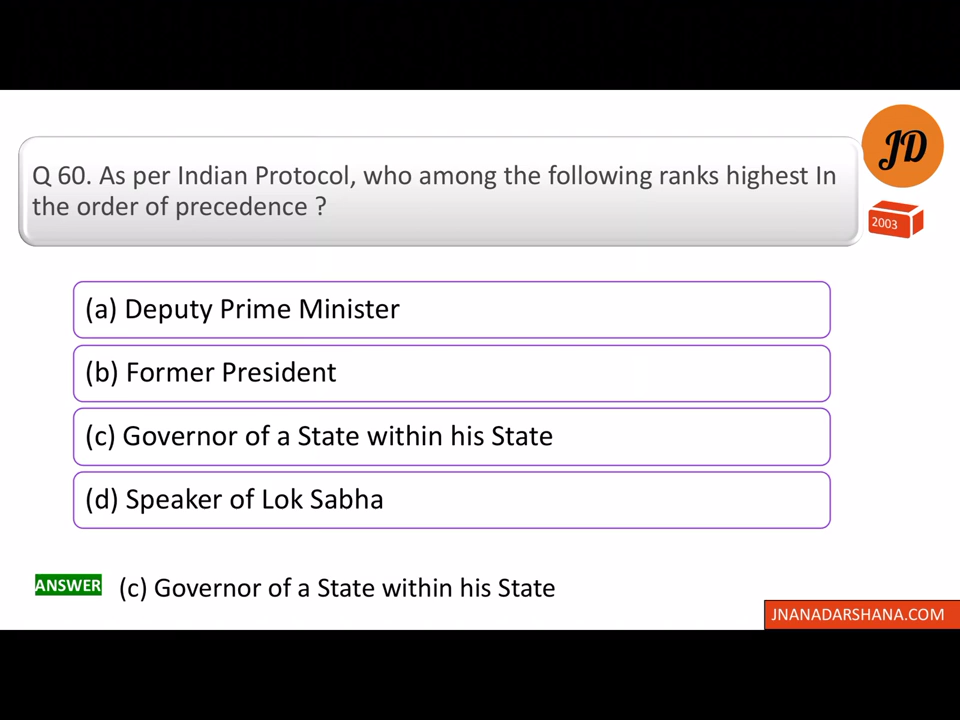 JD
Q 60. As per Indian Protocol, who among the following ranks highest In
the order of precedence ?
2003
(a) Deputy Prime Minister
(b) Former President
(c) Governor of a State within his State
(d) Speaker of Lok Sabha
ANSWER (c) Governor of a State within his State
JNANADARSHANA.COM